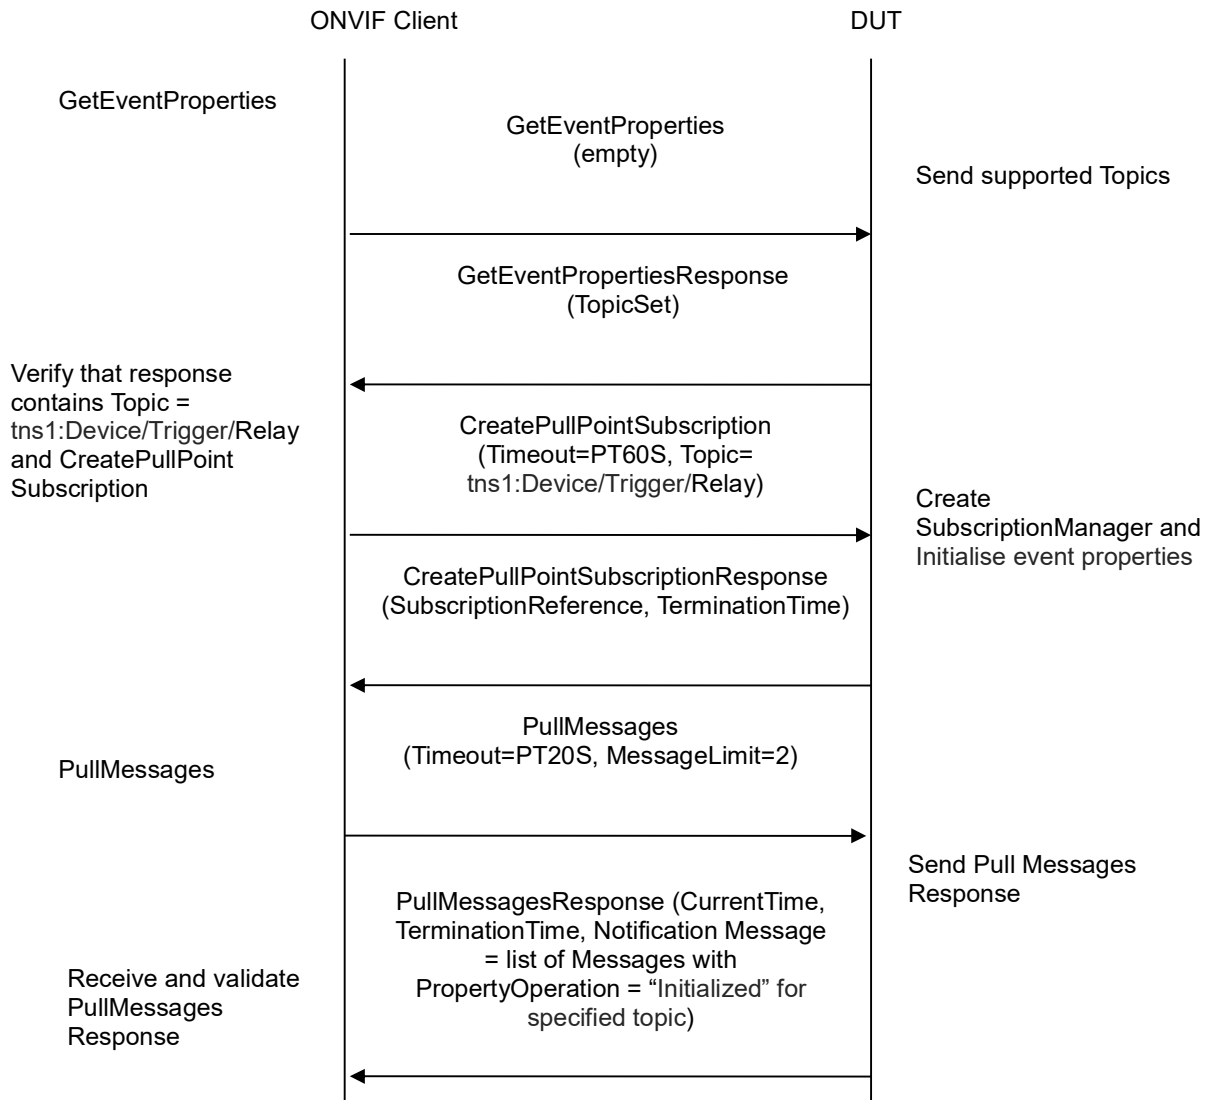 ONVIF Client
DUT
GetEventProperties
GetEventProperties
(empty)
Send supported Topics
GetEventPropertiesResponse
(TopicSet)
Verify that response
contains Topic =
tns1:Device/Trigger/Relay
and CreatePullPoint
Subscription
CreatePullPointSubscription
(Timeout=PT60S, Topic=
tns1:Device/Trigger/Relay)
Create
SubscriptionManager and
Initialise event properties
CreatePullPointSubscriptionResponse
(SubscriptionReference, TerminationTime)
PullMessages
(Timeout=PT20S, MessageLimit=2)
PullMessages
Send Pull Messages
Response
PullMessagesResponse (CurrentTime,
TerminationTime, Notification Message
= list of Messages with
PropertyOperation = “Initialized” for
specified topic)
Receive and validate
PullMessages
Response